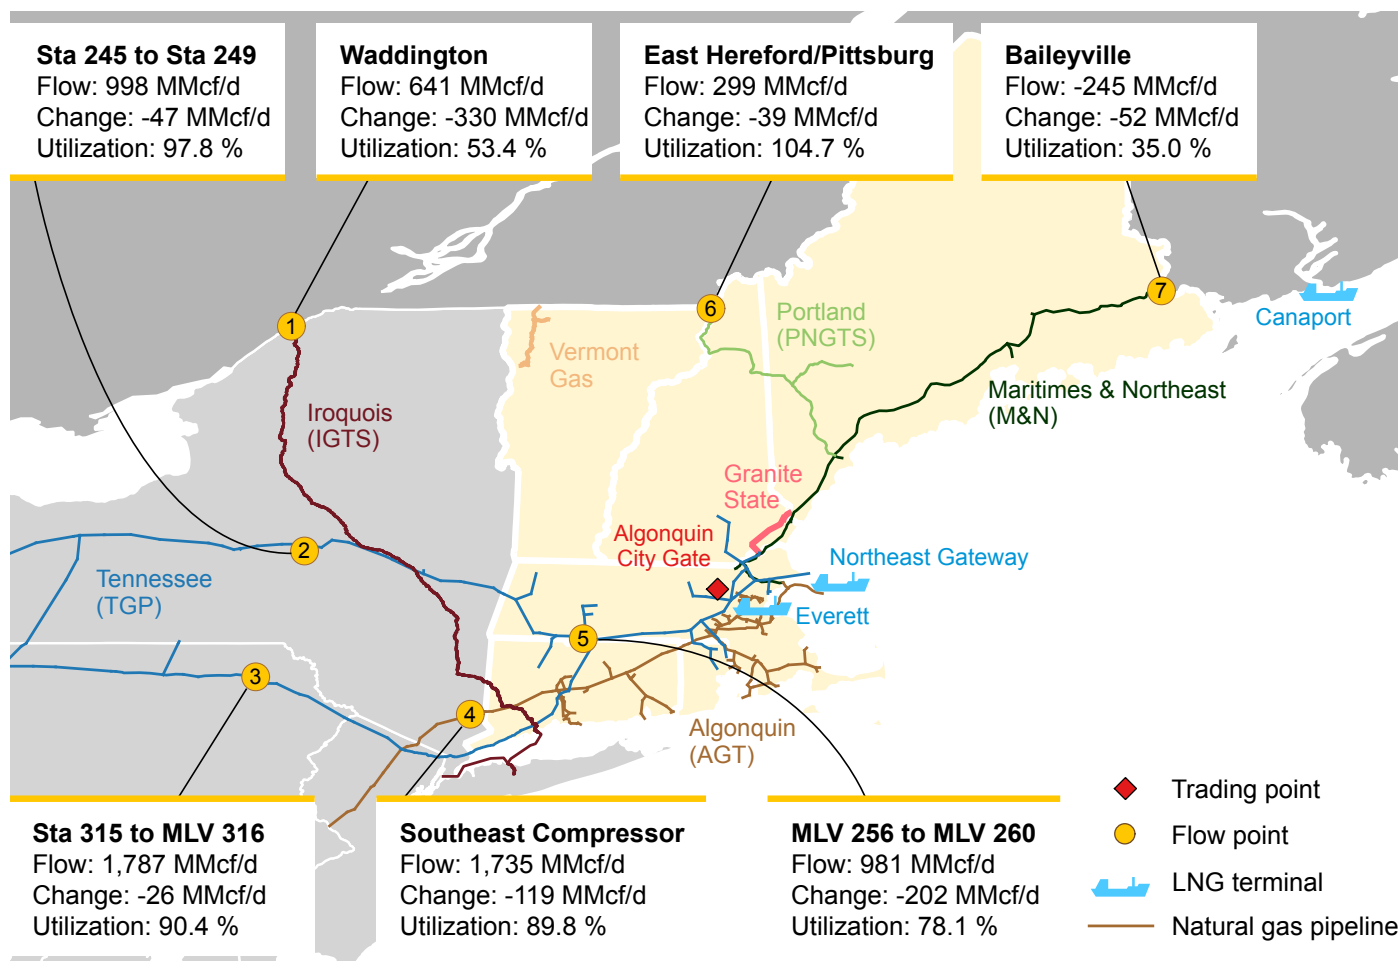 Sta 245 to Sta 249
Flow: 998 MMcf/d
Change: -47 MMcf/d
Utilization: 97.8 %
Waddington
Flow: 641 MMcf/d
Change: -330 MMcf/d
Utilization: 53.4 %
East Hereford/Pittsburg
Flow: 299 MMcf/d
Change: -39 MMcf/d
Utilization: 104.7 %
Baileyville
Flow: -245 MMcf/d
Change: -52 MMcf/d
Utilization: 35.0 %
7
6
1
Canaport
Portland
(PNGTS)
Vermont
Gas
Maritimes & Northeast
(M&N)
Iroquois
(IGTS)
Granite
State
Algonquin
City Gate
2
Northeast Gateway
Tennessee
(TGP)
Everett
5
3
4
Algonquin
(AGT)
Sta 315 to MLV 316
Flow: 1,787 MMcf/d
Change: -26 MMcf/d
Utilization: 90.4 %
Southeast Compressor
Flow: 1,735 MMcf/d
Change: -119 MMcf/d
Utilization: 89.8 %
MLV 256 to MLV 260
Flow: 981 MMcf/d
Change: -202 MMcf/d
Utilization: 78.1 %
Trading point
Flow point
LNG terminal
Natural gas pipeline